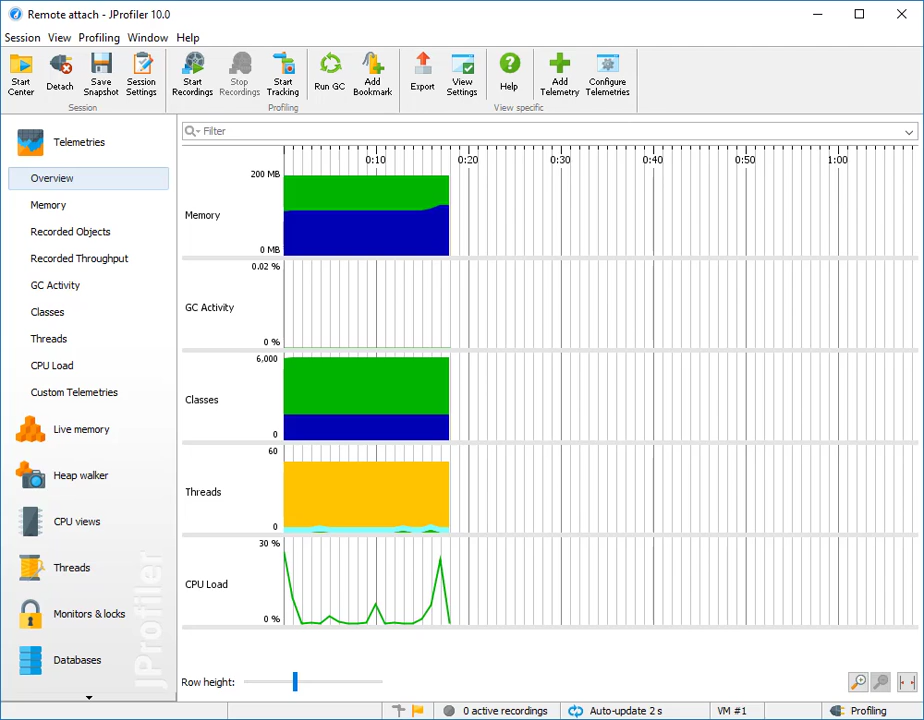 Remote attach - JProfiler 10.0
Session View Profiling Window Help
Start Center
Detach
Save Snapshot
Session Settings
Start Recordings
Stop Recordings
Start Tracking
Run GC
Add Bookmark
Export
View Settings
Help
Add Telemetry
Configure Telemetries
Session
Profiling
View specific
Telemetries
Overview
Memory
Recorded Objects
Recorded Throughput
GC Activity
Classes
Threads
CPU Load
Custom Telemetries
Live memory
Heap walker
CPU views
Threads
Monitors & locks
Databases
JProfiler
Filter
0:10 0:20 0:30 0:40 0:50 1:00
200 MB
Memory
0 MB
0.02 %
GC Activity
0 %
6,000
Classes
0
60
Threads
0
30 %
CPU Load
0 %
Row height:
0 active recordings
Auto-update 2 s
VM #1
Profiling